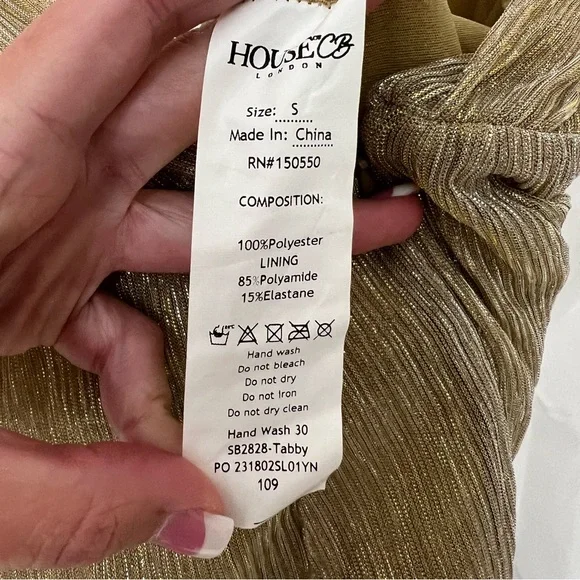 HOUSE OF CB
LONDON
Size: S
Made In: China
RN#150550
COMPOSITION:
100%Polyester
LINING
85%Polyamide
15%Elastane
Hand wash
Do not bleach
Do not dry
Do not iron
Do not dry clean
Hand Wash 30
SB2828-Tabby
PO 231802SL01YN
109